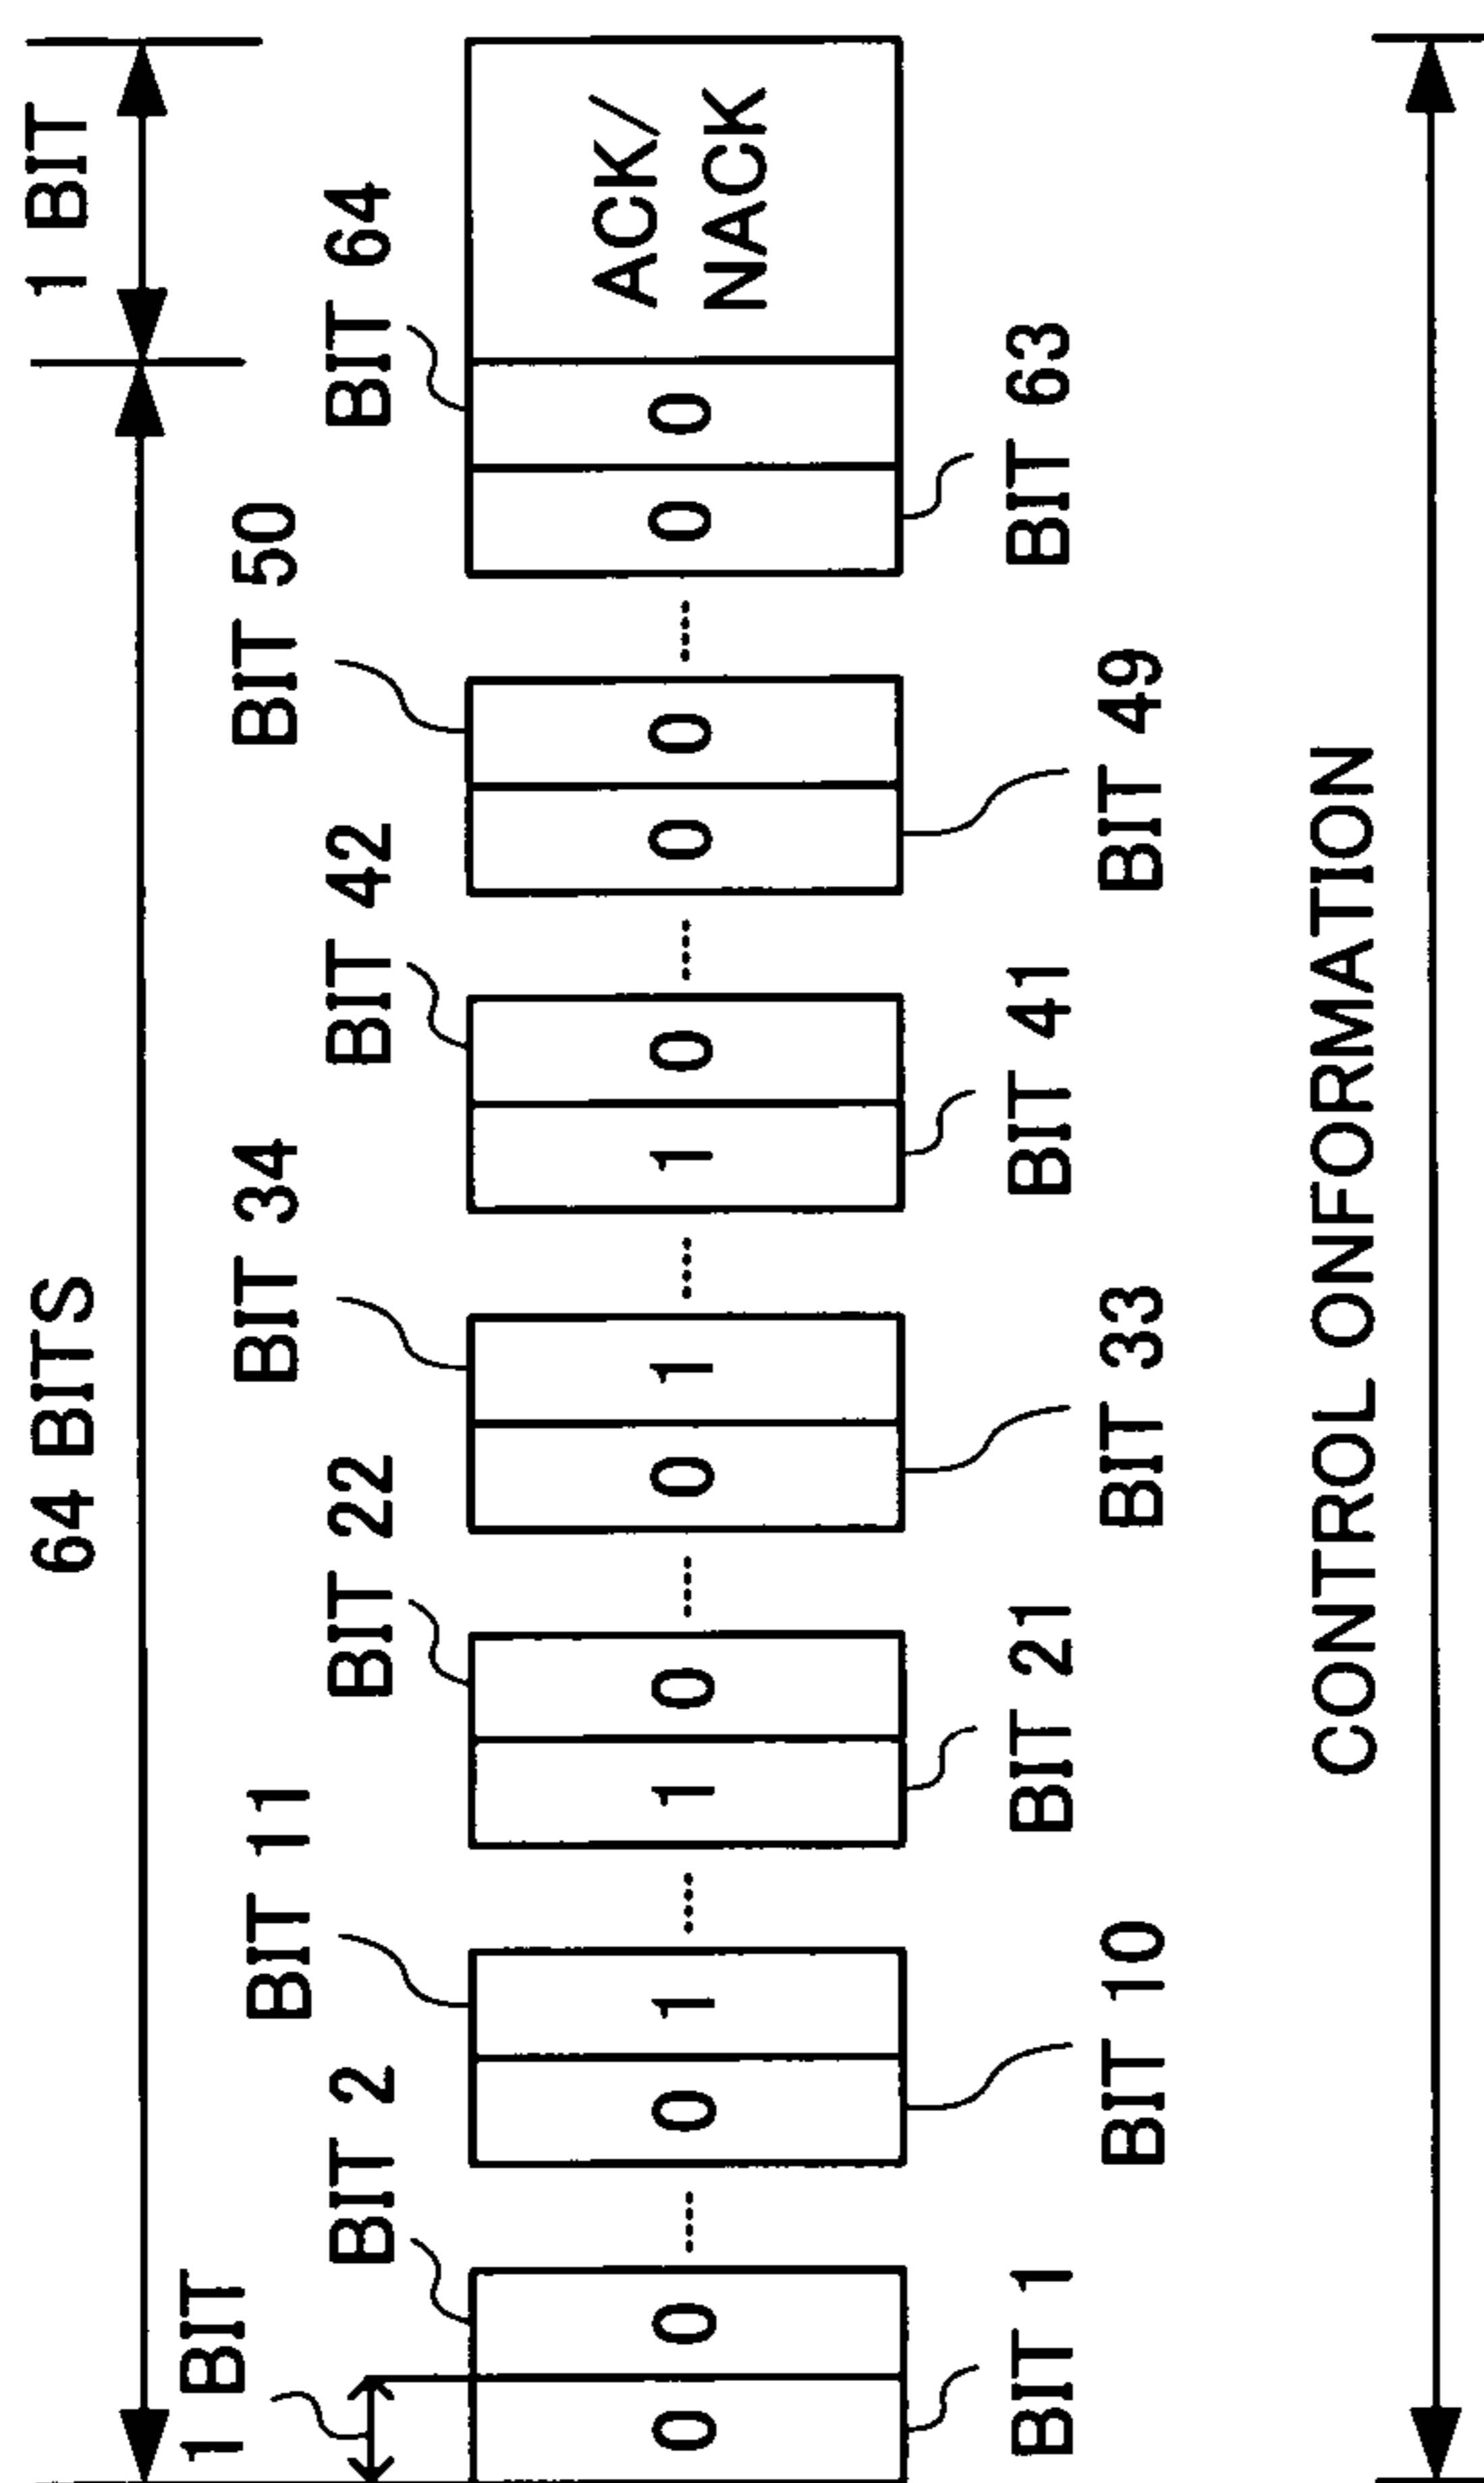 64 BITS
1 BIT
1 BIT
BIT 11
BIT 34
BIT 50
BIT 2
BIT 22
BIT 42
BIT 64
0 0 ..... 0 1 ..... 1 0 ..... 0 1 ..... 1 0 ..... 0 0 ..... 0 0
ACK/
NACK
BIT 1
BIT 21
BIT 41
BIT 63
BIT 10
BIT 33
BIT 49
CONTROL ONFORMATION